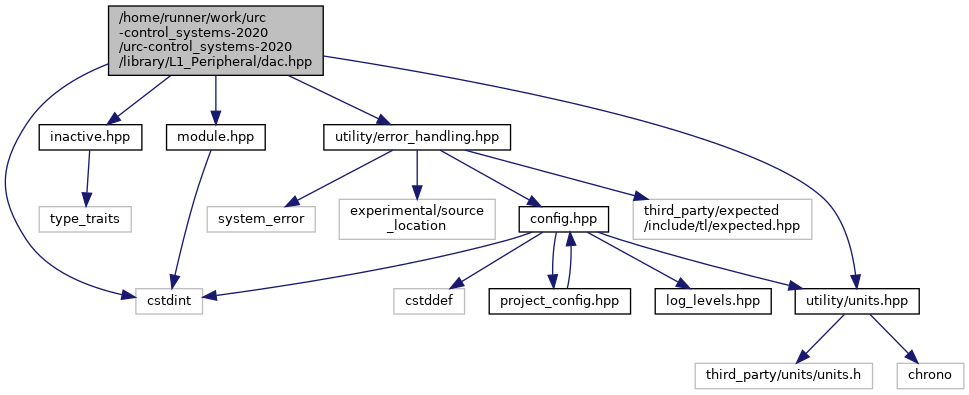 /home/runner/work/urc
-control_systems-2020
/urc-control_systems-2020
/library/L1_Peripheral/dac.hpp
inactive.hpp
module.hpp
utility/error_handling.hpp
type_traits
system_error
experimental/source
_location
config.hpp
third_party/expected
/include/tl/expected.hpp
cstdint
cstddef
project_config.hpp
log_levels.hpp
utility/units.hpp
third_party/units/units.h
chrono